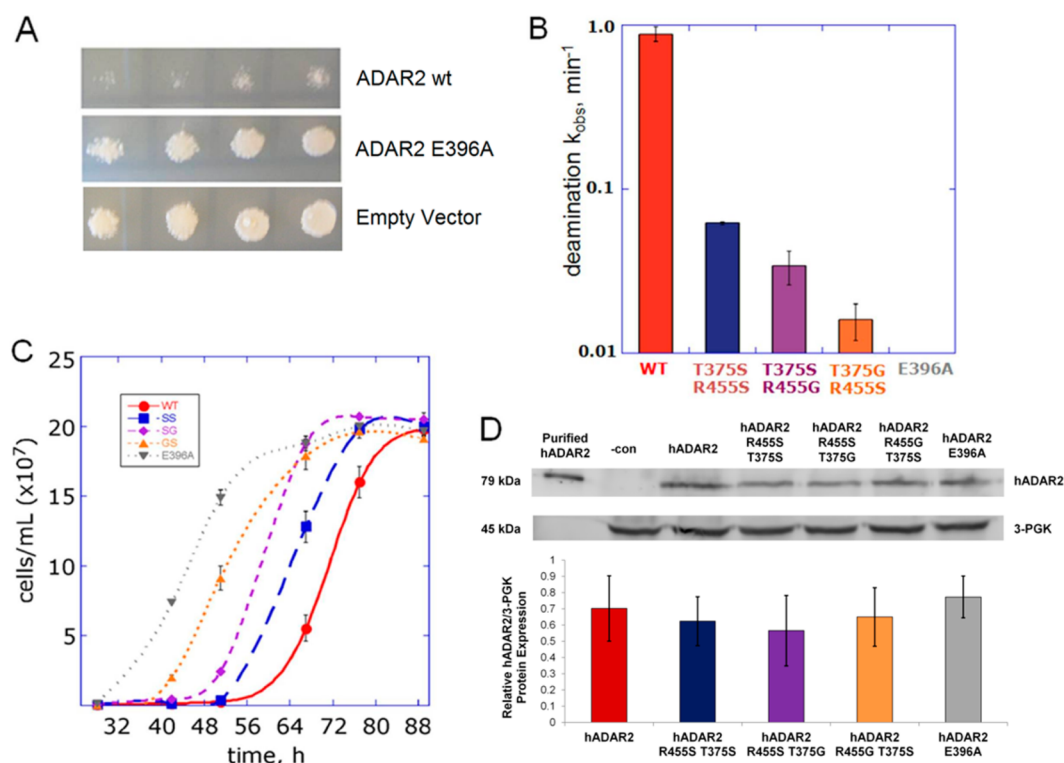 A
ADAR2 wt
ADAR2 E396A
Empty Vector
B
deamination kobs, min-1
1.0
0.1
0.01
WT
T375S
R455S
T375S
R455G
T375G
R455S
E396A
C
cells/mL (x10⁷)
25
20
15
10
5
WT
SS
SG
GS
E396A
32 40 48 56 64 72 80 88
time, h
D
Purified
hADAR2
-con
hADAR2
hADAR2
R455S
T375S
hADAR2
R455S
T375G
hADAR2
R455G
T375S
hADAR2
E396A
79 kDa
hADAR2
45 kDa
3-PGK
Relative hADAR2/3-PGK
Protein Expression
1
0.9
0.8
0.7
0.6
0.5
0.4
0.3
0.2
0.1
0
hADAR2
hADAR2
R455S T375S
hADAR2
R455S T375G
hADAR2
R455G T375S
hADAR2
E396A